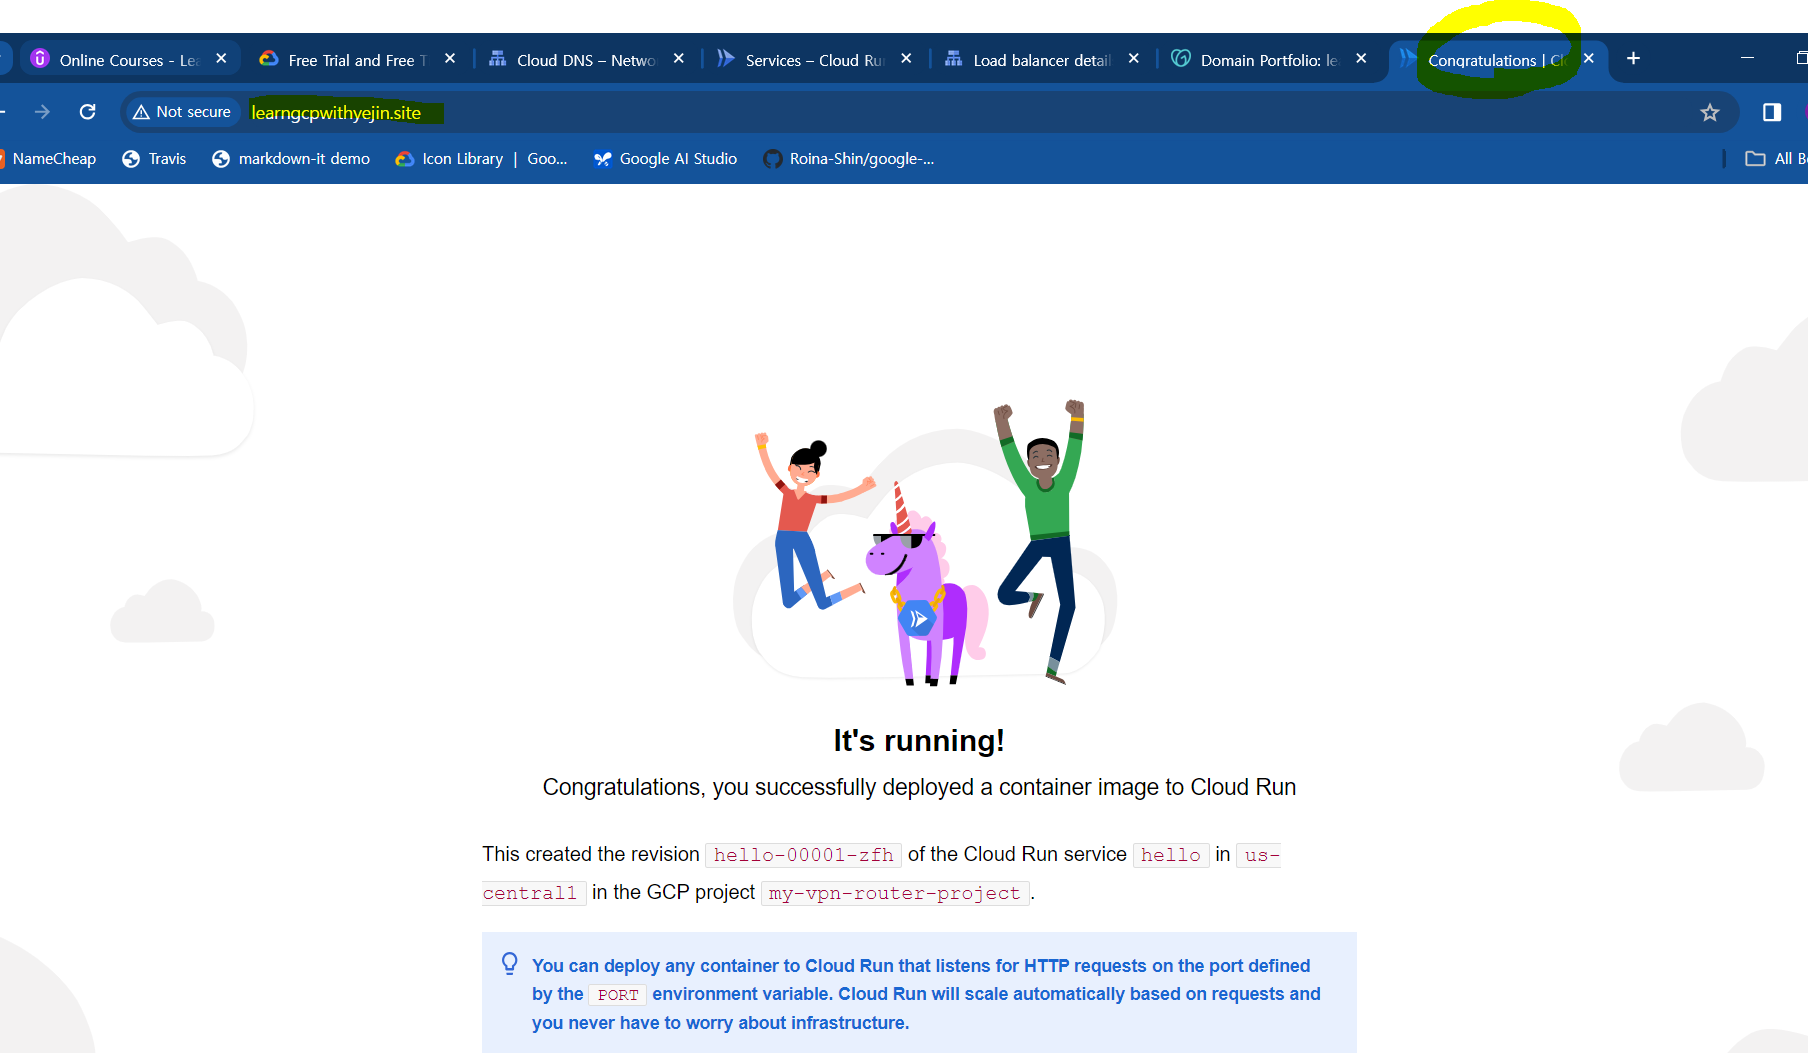 Online Courses - Lea
Free Trial and Free T
Cloud DNS – Netwo
Services – Cloud Ru
Load balancer detail
Domain Portfolio: le
Congratulations | Cl
Not secure
learngcpwithyejin.site
NameCheap
Travis
markdown-it demo
Icon Library | Goo...
Google AI Studio
Roina-Shin/google-...
All B
It's running!
Congratulations, you successfully deployed a container image to Cloud Run
This created the revision hello-00001-zfh of the Cloud Run service hello in us-
central1 in the GCP project my-vpn-router-project.
You can deploy any container to Cloud Run that listens for HTTP requests on the port defined
by the PORT environment variable. Cloud Run will scale automatically based on requests and
you never have to worry about infrastructure.